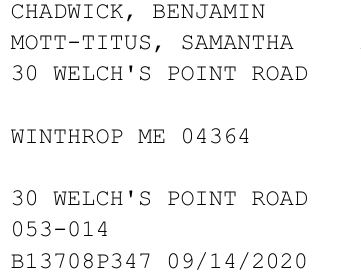 CHADWICK, BENJAMIN
MOTT-TITUS, SAMANTHA
30 WELCH'S POINT ROAD
WINTHROP ME 04364
30 WELCH'S POINT ROAD
053-014
B13708P347 09/14/2020